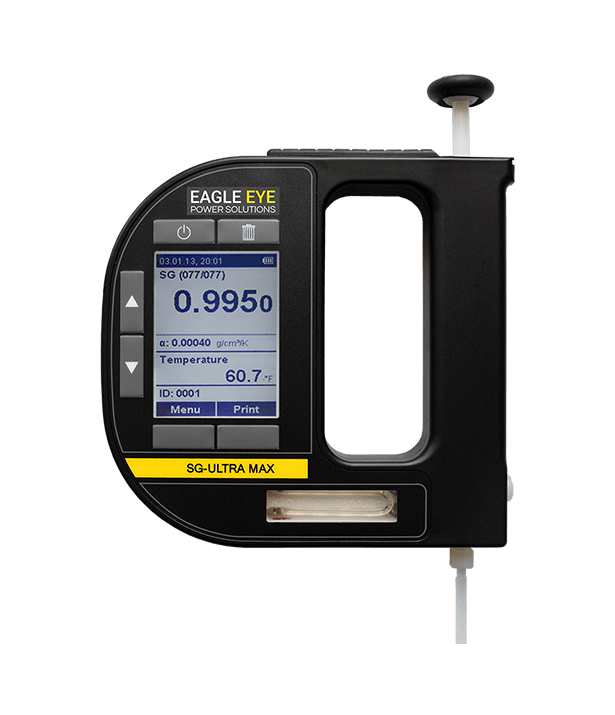 EAGLE EYE
POWER SOLUTIONS
03.01.13, 20:01
SG (077/077)
0.9950
α: 0.00040 g/cm³/K
Temperature
60.7 °F
ID: 0001
Menu Print
SG-ULTRA MAX